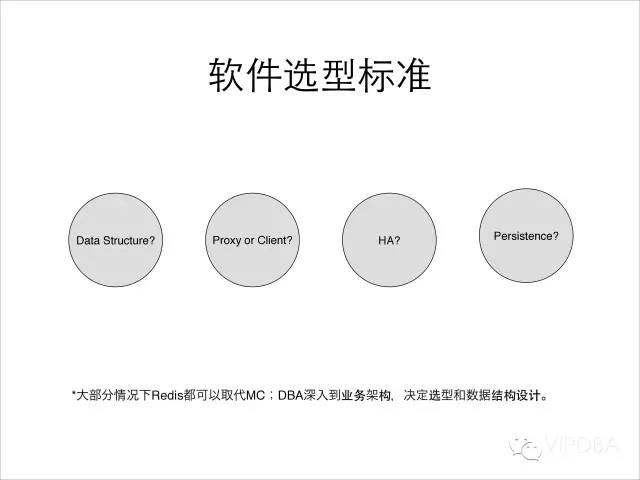 软件选型标准
Data Structure?
Proxy or Client?
HA?
Persistence?
*大部分情况下Redis都可以取代MC；DBA深入到业务架构，决定选型和数据结构设计。
VIPDBA